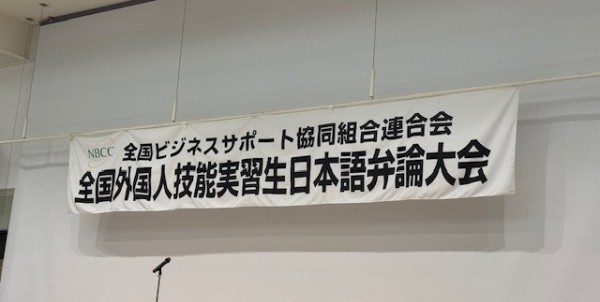 NBCC 全国ビジネスサポート協同組合連合会
全国外国人技能実習生日本語弁論大会